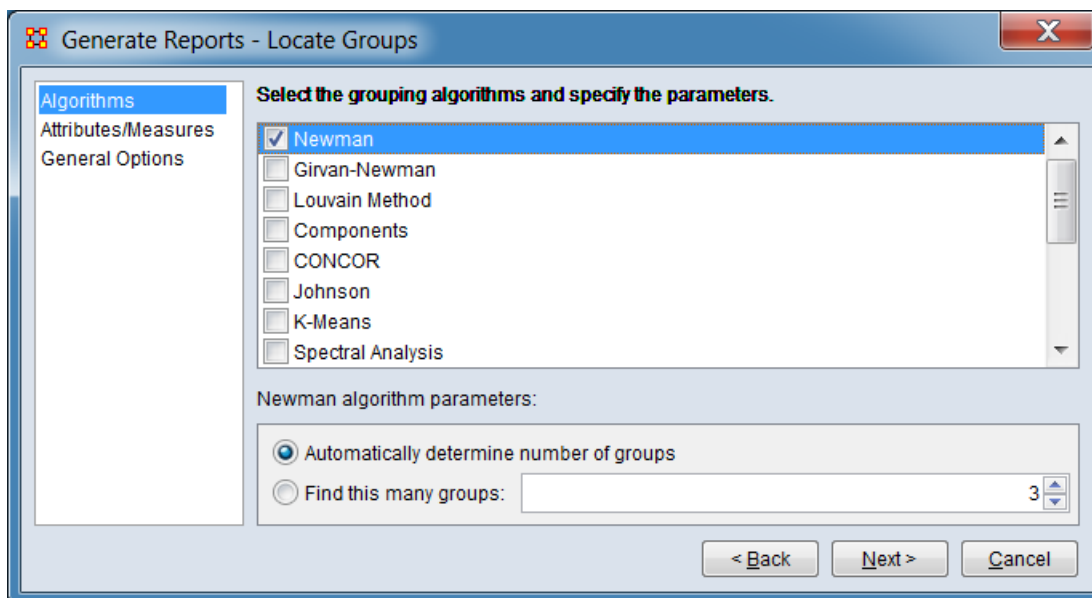 Generate Reports - Locate Groups
X
Algorithms
Attributes/Measures
General Options
Select the grouping algorithms and specify the parameters.
Newman
Girvan-Newman
Louvain Method
Components
CONCOR
Johnson
K-Means
Spectral Analysis
Newman algorithm parameters:
Automatically determine number of groups
Find this many groups: 3
< Back Next > Cancel